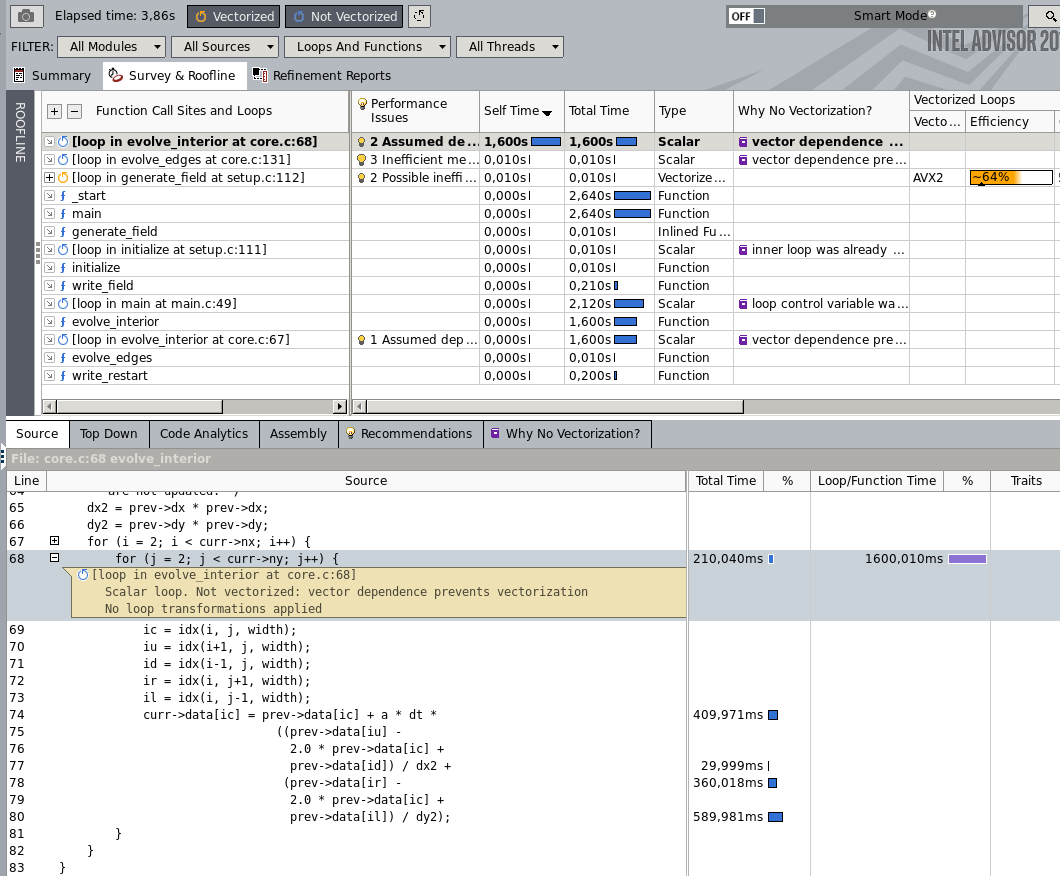 Elapsed time: 3,86s Vectorized Not Vectorized OFF Smart Mode?
FILTER: All Modules All Sources Loops And Functions All Threads INTEL ADVISOR 20
Summary Survey & Roofline Refinement Reports
ROOFLINE
+ - Function Call Sites and Loops Performance Issues Self Time Total Time Type Why No Vectorization? Vectorized Loops
Vecto... Efficiency
[loop in evolve_interior at core.c:68] 2 Assumed de... 1,600s 1,600s Scalar vector dependence ...
[loop in evolve_edges at core.c:131] 3 Inefficient me... 0,010s 0,010s Scalar vector dependence pre...
[loop in generate_field at setup.c:112] 2 Possible ineffi... 0,010s 0,010s Vectorize... AVX2 ~64%
f _start 0,000s 2,640s Function
f main 0,000s 2,640s Function
f generate_field 0,000s 0,010s Inlined Fu...
[loop in initialize at setup.c:111] 0,000s 0,010s Scalar inner loop was already ...
f initialize 0,000s 0,010s Function
f write_field 0,000s 0,210s Function
[loop in main at main.c:49] 0,000s 2,120s Scalar loop control variable wa...
f evolve_interior 0,000s 1,600s Function
[loop in evolve_interior at core.c:67] 1 Assumed dep... 0,000s 1,600s Scalar vector dependence pre...
f evolve_edges 0,000s 0,010s Function
f write_restart 0,000s 0,200s Function
Source Top Down Code Analytics Assembly Recommendations Why No Vectorization?
File: core.c:68 evolve_interior
Line Source Total Time % Loop/Function Time % Traits
65 dx2 = prev->dx * prev->dx;
66 dy2 = prev->dy * prev->dy;
67 for (i = 2; i < curr->nx; i++) {
68 for (j = 2; j < curr->ny; j++) { 210,040ms 1600,010ms
[loop in evolve_interior at core.c:68]
Scalar loop. Not vectorized: vector dependence prevents vectorization
No loop transformations applied
69 ic = idx(i, j, width);
70 iu = idx(i+1, j, width);
71 id = idx(i-1, j, width);
72 ir = idx(i, j+1, width);
73 il = idx(i, j-1, width);
74 curr->data[ic] = prev->data[ic] + a * dt * 409,971ms
75 ((prev->data[iu] -
76 2.0 * prev->data[ic] +
77 prev->data[id]) / dx2 + 29,999ms
78 (prev->data[ir] - 360,018ms
79 2.0 * prev->data[ic] +
80 prev->data[il]) / dy2); 589,981ms
81 }
82 }
83 }